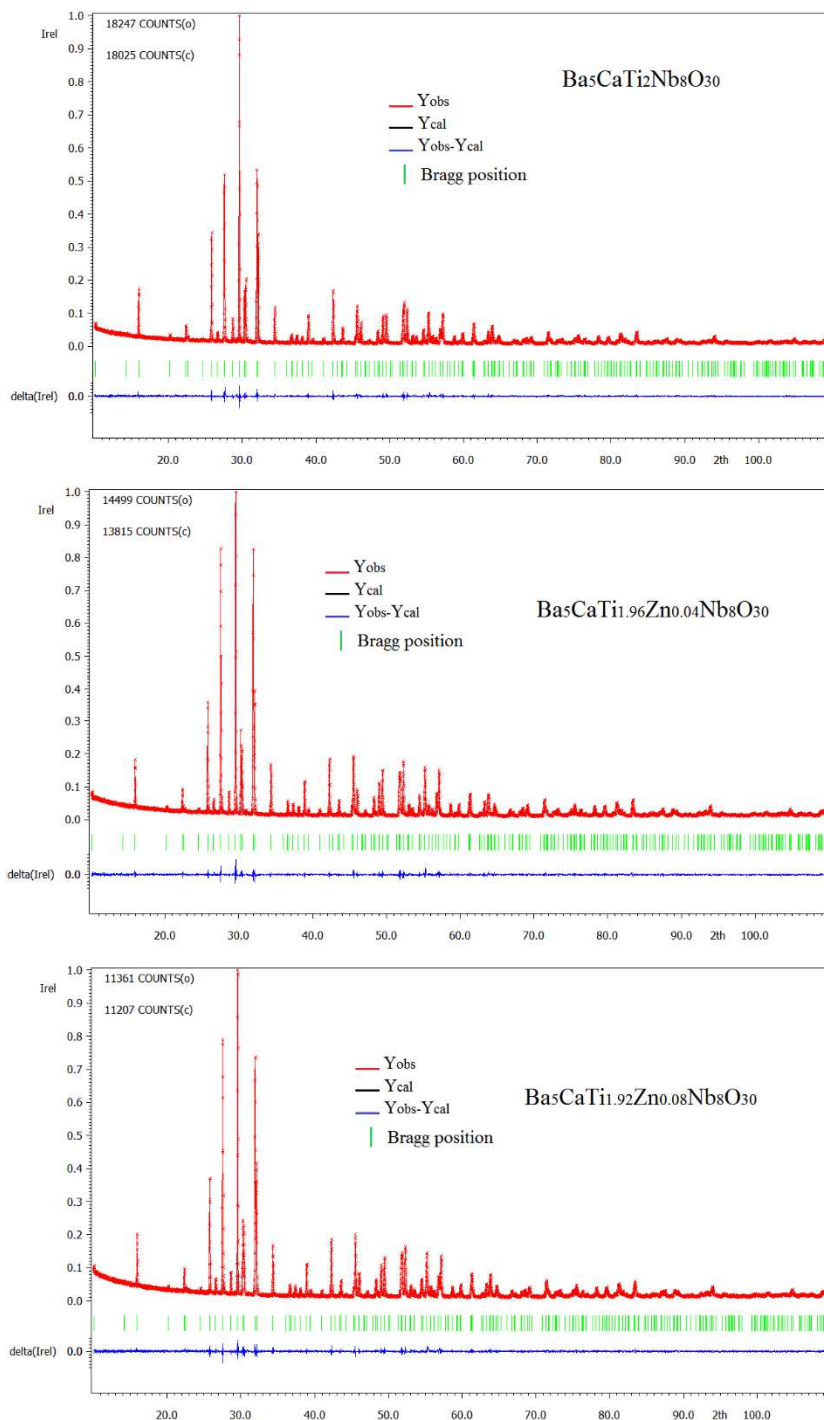 18247 COUNTS(o)
Irel
18025 COUNTS(c)
Ba5CaTi2Nb8O30
Yobs
Ycal
Yobs-Ycal
Bragg position
1.0
0.9
0.8
0.7
0.6
0.5
0.4
0.3
0.2
0.1
0.0
delta(Irel) 0.0
20.0 30.0 40.0 50.0 60.0 70.0 80.0 90.0 2th 100.0
14499 COUNTS(o)
Irel
13815 COUNTS(c)
Ba5CaTi1.96Zn0.04Nb8O30
Yobs
Ycal
Yobs-Ycal
Bragg position
1.0
0.9
0.8
0.7
0.6
0.5
0.4
0.3
0.2
0.1
0.0
delta(Irel) 0.0
20.0 30.0 40.0 50.0 60.0 70.0 80.0 90.0 2th 100.0
11361 COUNTS(o)
Irel
11207 COUNTS(c)
Ba5CaTi1.92Zn0.08Nb8O30
Yobs
Ycal
Yobs-Ycal
Bragg position
1.0
0.9
0.8
0.7
0.6
0.5
0.4
0.3
0.2
0.1
0.0
delta(Irel) 0.0
20.0 30.0 40.0 50.0 60.0 70.0 80.0 90.0 2th 100.0